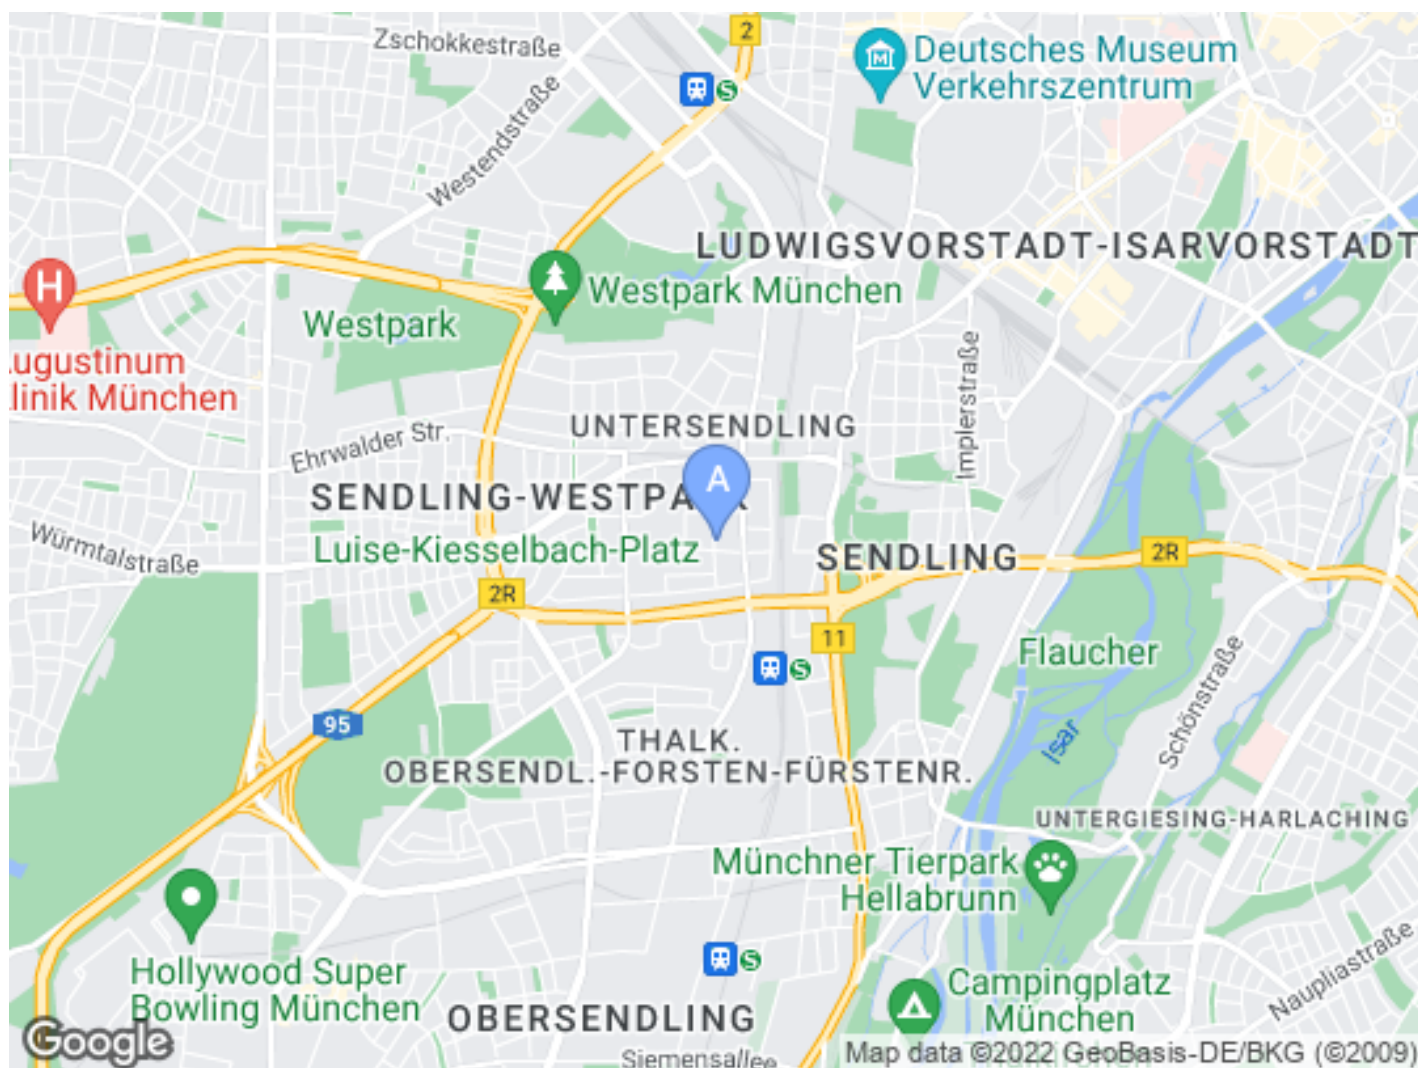 Zschokkestraße
2
Deutsches Museum
Verkehrszentrum
S
Westendstraße
LUDWIGSVORSTADT-ISARVORSTADT
H
Westpark München
Westpark
ugustinum
linik München
Implerstraße
Ehrwalder Str.
UNTERSENDLING
A
SENDLING-WESTPARK
Würmtalstraße
Luise-Kiesselbach-Platz
SENDLING
2R
2R
11
Flaucher
S
Schönstraße
95
Isar
THALK.
OBERSENDL.-FORSTEN-FÜRSTENR.
UNTERGIESING-HARLACHING
Münchner Tierpark
Hellabrunn
Hollywood Super
Bowling München
S
Naupliastraße
Campingplatz
München
OBERSENDLING
Google
Siemensallee
Map data ©2022 GeoBasis-DE/BKG (©2009)